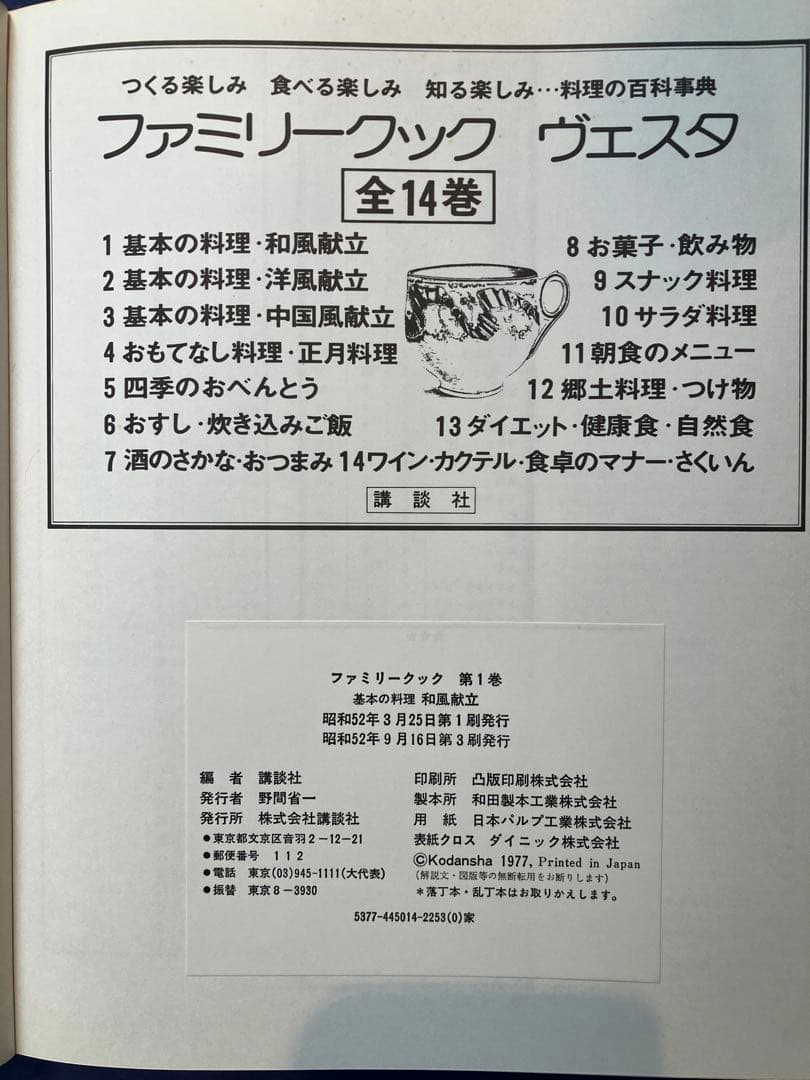 つくる楽しみ 食べる楽しみ 知る楽しみ…料理の百科事典
ファミリークック ヴェスタ
全14巻
1 基本の料理・和風献立
2 基本の料理・洋風献立
3 基本の料理・中国風献立
4 おもてなし料理・正月料理
5 四季のおべんとう
6 おすし・炊き込みご飯
7 酒のさかな・おつまみ
8 お菓子・飲み物
9 スナック料理
10 サラダ料理
11 朝食のメニュー
12 郷土料理・つけ物
13 ダイエット・健康食・自然食
14 ワイン・カクテル・食卓のマナー・さくいん
講談社
ファミリークック 第1巻
基本の料理 和風献立
昭和52年3月25日第1刷発行
昭和52年9月16日第3刷発行
編者 講談社
発行者 野間省一
発行所 株式会社講談社
●東京都文京区音羽2-12-21
●郵便番号 112
●電話 東京(03)945-1111(大代表)
●振替 東京8-3930
印刷所 凸版印刷株式会社
製本所 和田製本工業株式会社
用紙 日本パルプ工業株式会社
表紙クロス ダイニック株式会社
©Kodansha 1977, Printed in Japan
(解説文・図版等の無断転用をお断りします)
*落丁本・乱丁本はお取りかえします。
5377-445014-2253(0)家